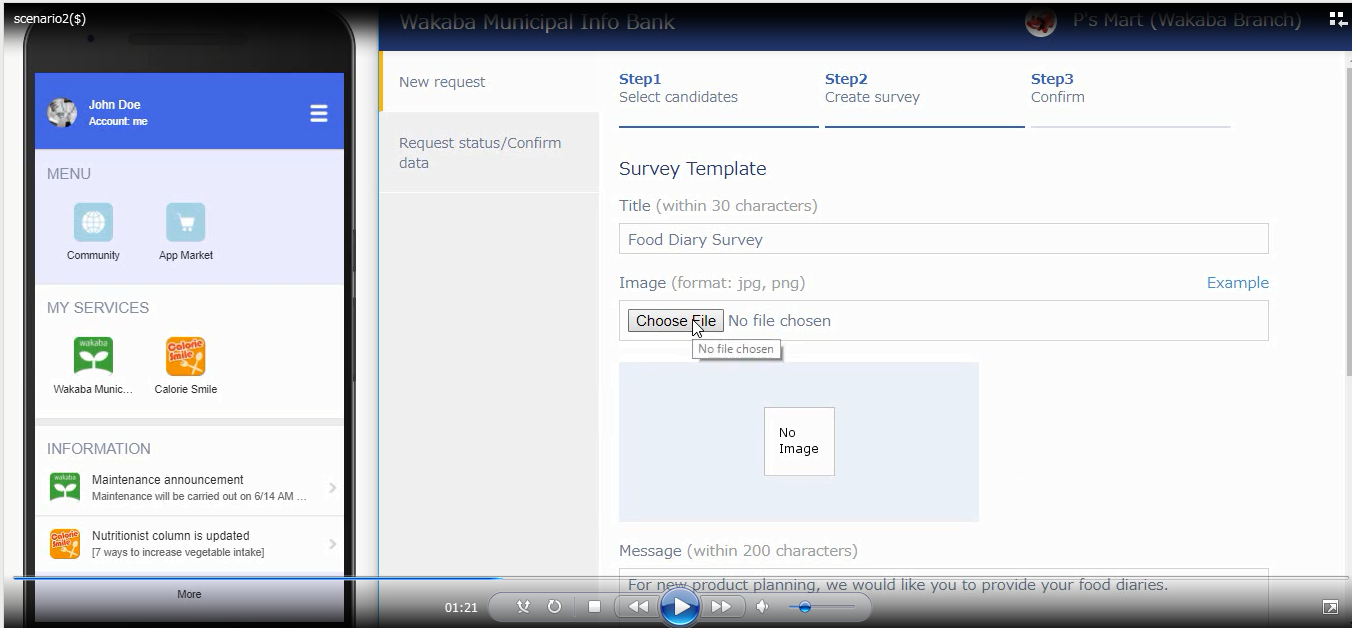 scenario2($)
John Doe
Account: me
MENU
Community
App Market
MY SERVICES
wakaba
Calorie Smile
Wakaba Munic...
Calorie Smile
INFORMATION
wakaba
Maintenance announcement
Maintenance will be carried out on 6/14 AM ...
Calorie Smile
Nutritionist column is updated
[7 ways to increase vegetable intake]
More
Wakaba Municipal Info Bank
P's Mart (Wakaba Branch)
New request
Request status/Confirm
data
Step1
Select candidates
Step2
Create survey
Step3
Confirm
Survey Template
Title (within 30 characters)
Food Diary Survey
Image (format: jpg, png)
Example
Choose File No file chosen
No file chosen
No
Image
Message (within 200 characters)
For new product planning, we would like you to provide your food diaries.
01:21